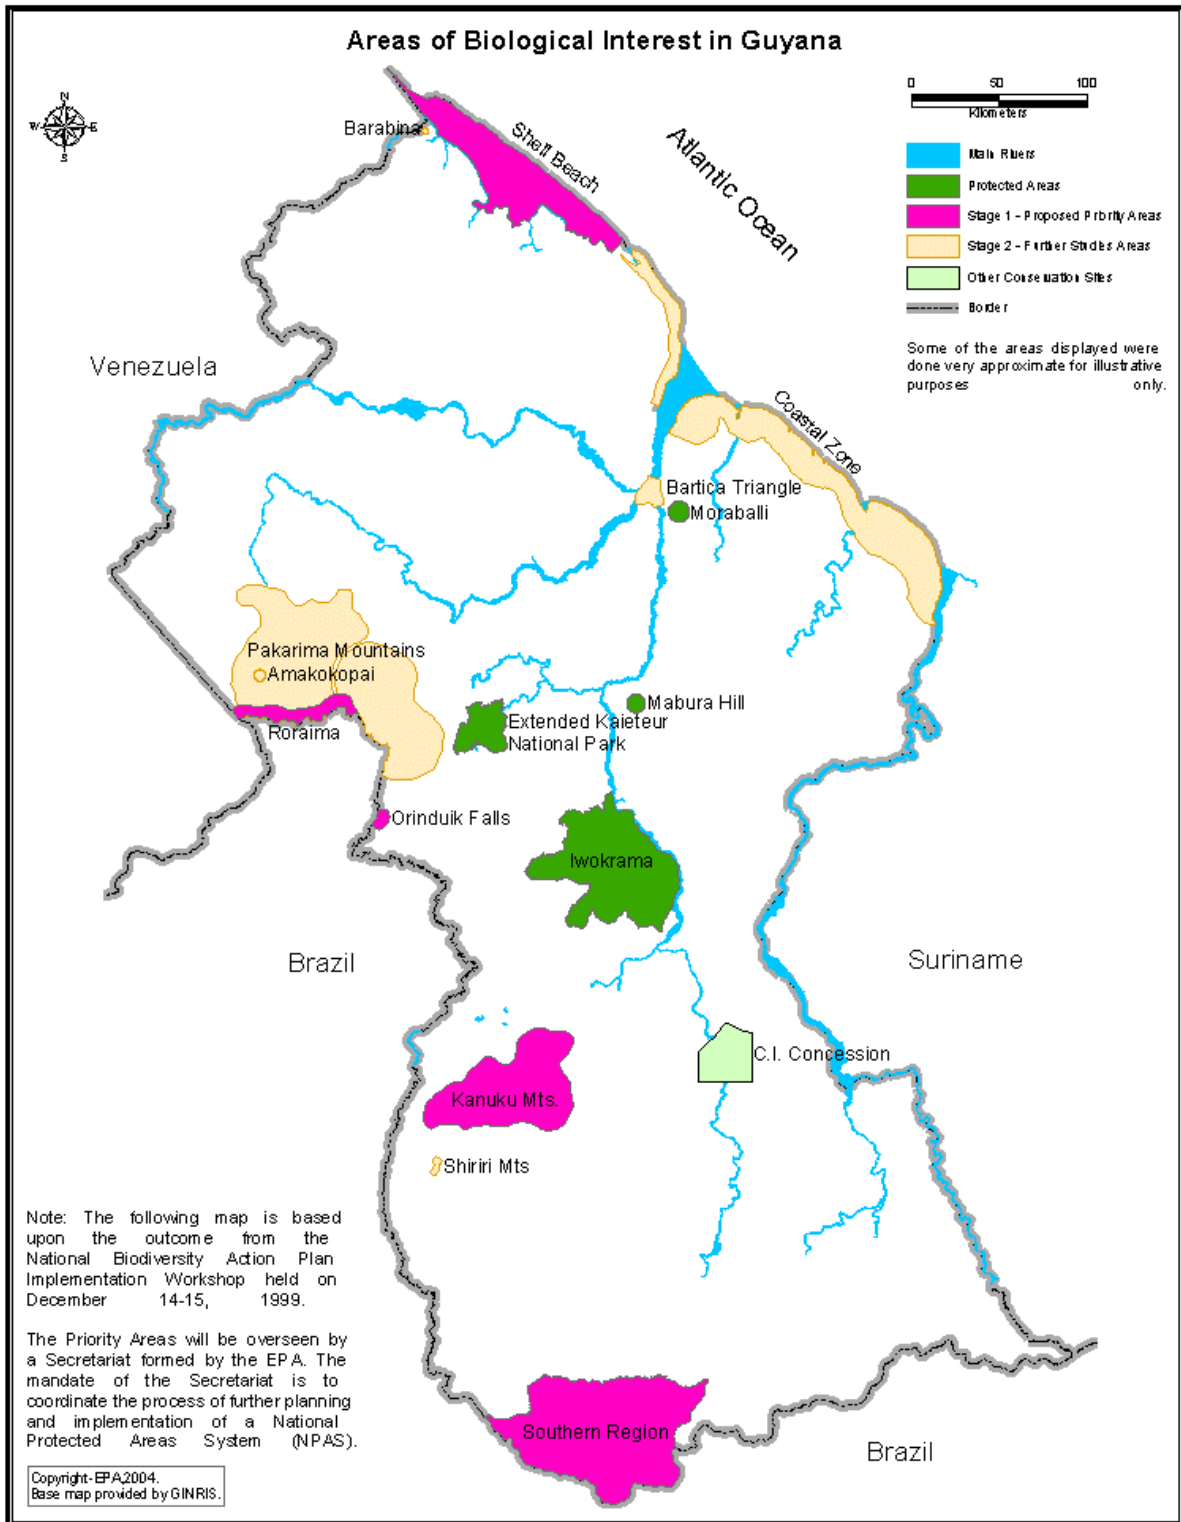 Areas of Biological Interest in Guyana
N
W E
S
0 50 100
Kilometers
Main Rivers
Protected Areas
Stage 1 - Proposed Priority Areas
Stage 2 - Further Studies Areas
Other Conservation Sites
Border
Some of the areas displayed were
done very approximate for illustrative
purposes only.
Barabina
Shell Beach
Atlantic Ocean
Venezuela
Coastal Zone
Bartica Triangle
Moraballi
Pakarima Mountains
Amakokopai
Roraima
Mabura Hill
Extended Kaieteur
National Park
Orinduik Falls
Iwokrama
Brazil
Suriname
C.I. Concession
Kanuku Mts.
Shiriri Mts
Note: The following map is based
upon the outcome from the
National Biodiversity Action Plan
Implementation Workshop held on
December 14-15, 1999.
The Priority Areas will be overseen by
a Secretariat formed by the EPA. The
mandate of the Secretariat is to
coordinate the process of further planning
and implementation of a National
Protected Areas System (NPAS).
Southern Region
Brazil
Copyright-EPA,2004.
Base map provided by GINRIS.